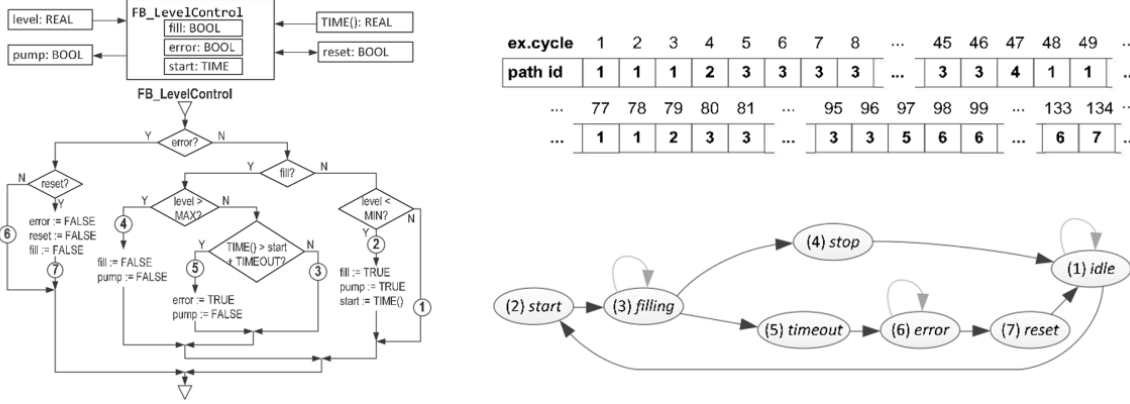 FB_LevelControl
level: REAL
pump: BOOL
fill: BOOL
error: BOOL
start: TIME
TIME(): REAL
reset: BOOL
FB_LevelControl
error?
Y
N
reset?
N
Y
6
error := FALSE
reset := FALSE
fill := FALSE
7
fill?
Y
N
level >
MAX?
Y
N
4
fill := FALSE
pump := FALSE
TIME() > start
+ TIMEOUT?
Y
N
5
3
error := TRUE
pump := FALSE
level <
MIN?
Y
N
2
fill := TRUE
pump := TRUE
start := TIME()
1
ex.cycle 1 2 3 4 5 6 7 8 ... 45 46 47 48 49 ..
path id 1 1 1 2 3 3 3 3 ... 3 3 4 1 1 ..
... 77 78 79 80 81 ... 95 96 97 98 99 ... 133 134 ..
... 1 1 2 3 3 ... 3 3 5 6 6 ... 6 7 ..
(4) stop
(1) idle
(2) start
(3) filling
(5) timeout
(6) error
(7) reset